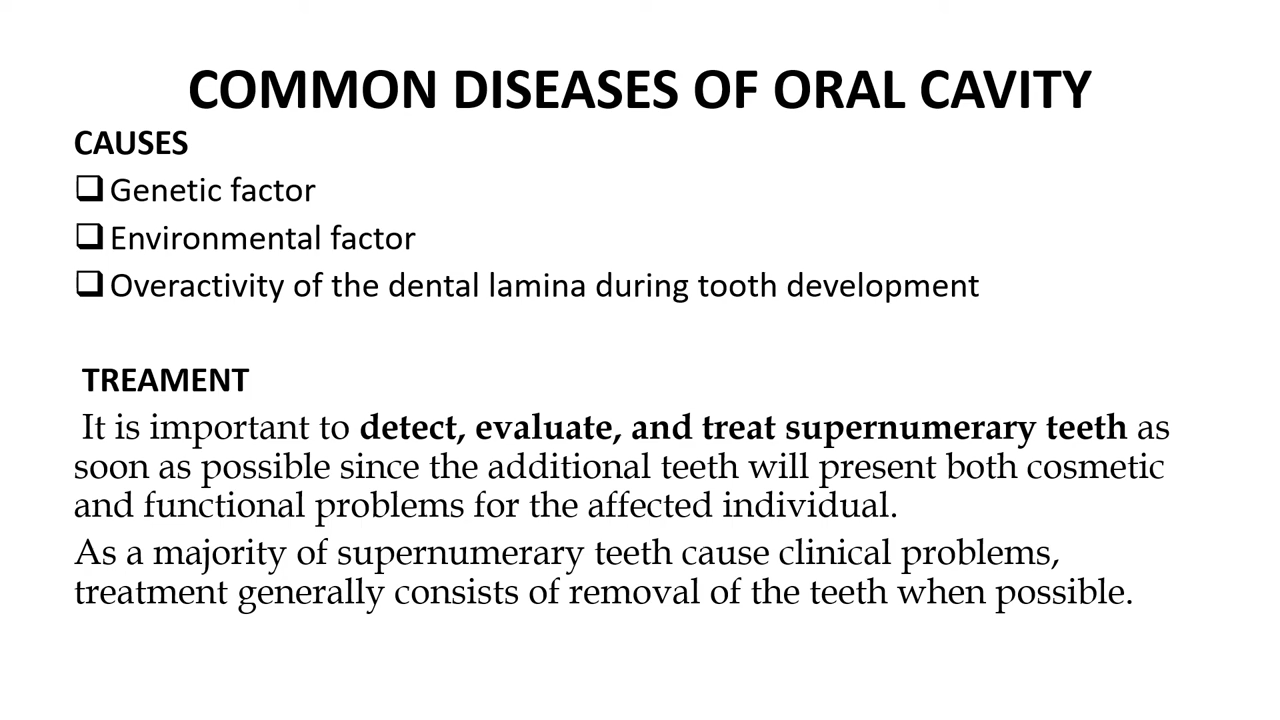 COMMON DISEASES OF ORAL CAVITY
CAUSES
❑ Genetic factor
❑ Environmental factor
❑ Overactivity of the dental lamina during tooth development
TREAMENT
It is important to detect, evaluate, and treat supernumerary teeth as
soon as possible since the additional teeth will present both cosmetic
and functional problems for the affected individual.
As a majority of supernumerary teeth cause clinical problems,
treatment generally consists of removal of the teeth when possible.